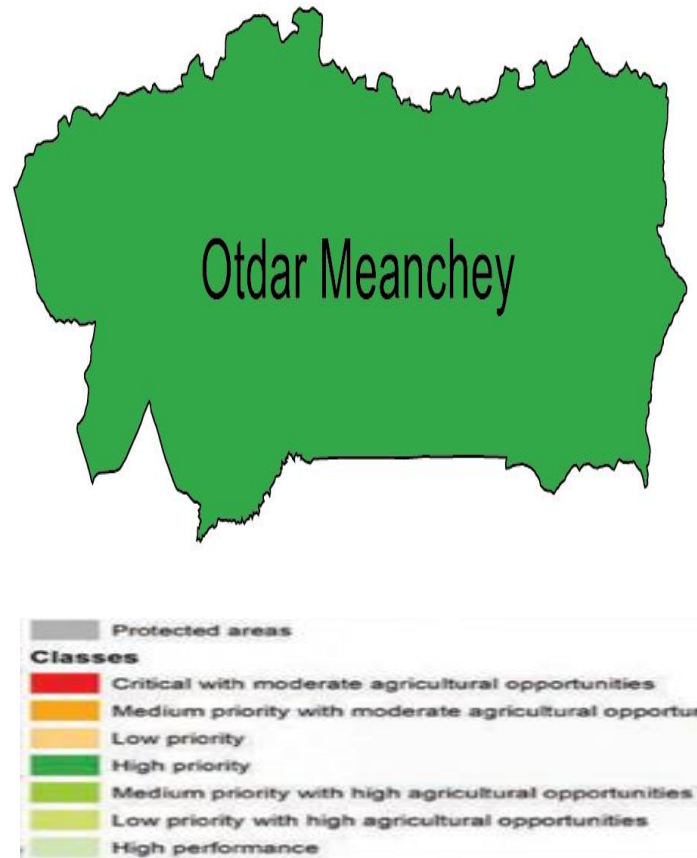 Otdar Meanchey
Protected areas
Classes
Critical with moderate agricultural opportunities
Medium priority with moderate agricultural opportu
Low priority
High priority
Medium priority with high agricultural opportunities
Low priority with high agricultural opportunities
High performance